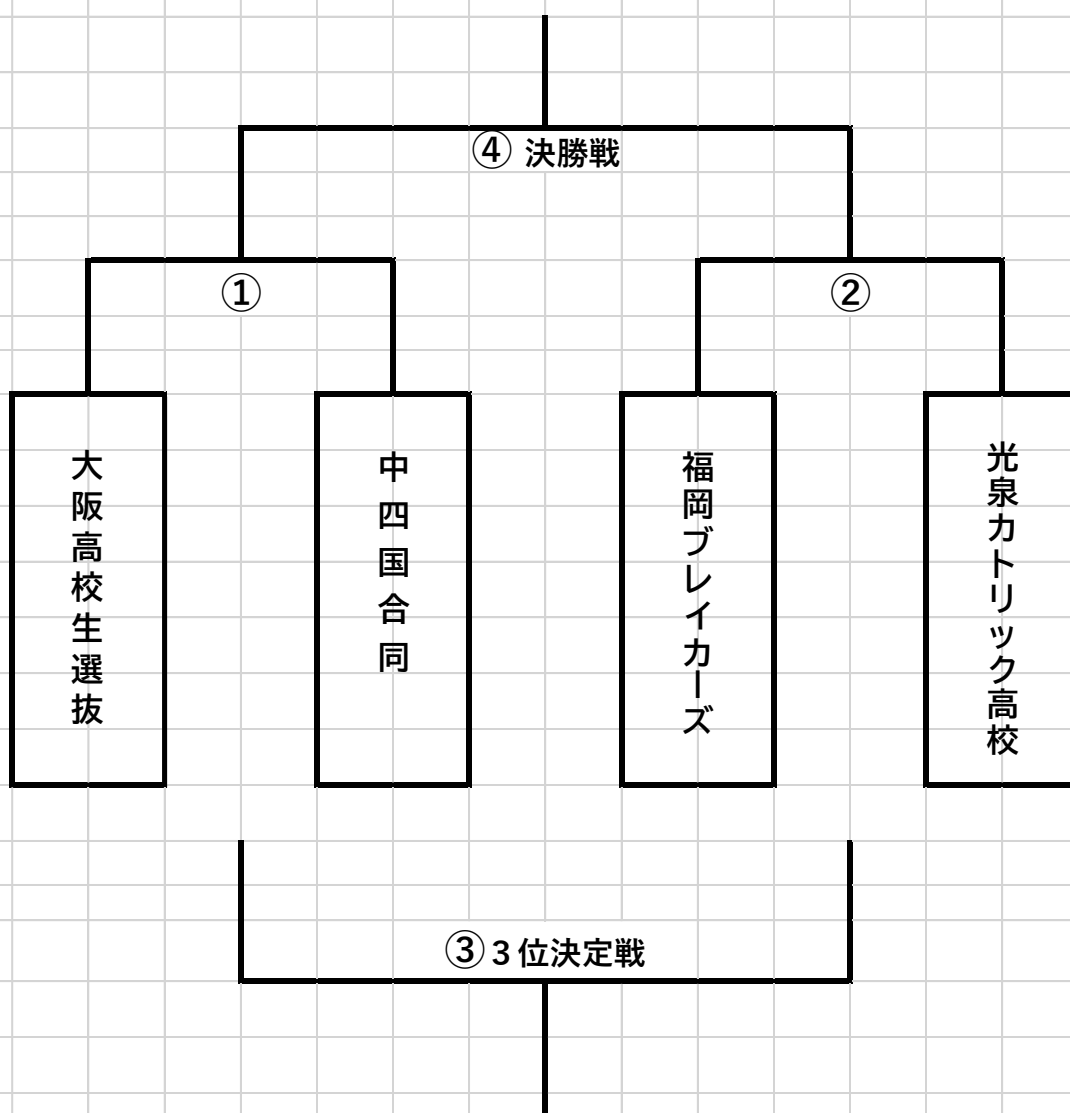 ④ 決勝戦
①
②
大阪高校生選抜
中四国合同
福岡ブレイカーズ
光泉カトリック高校
③３位決定戦